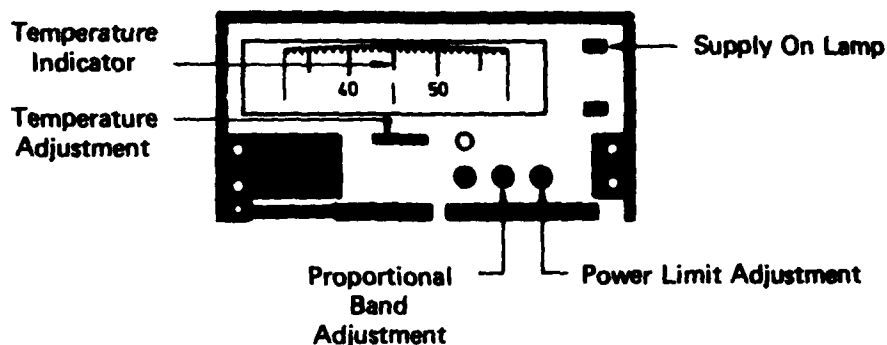 Temperature
Indicator
Supply On Lamp
40 50
Temperature
Adjustment
Proportional
Band
Adjustment
Power Limit Adjustment